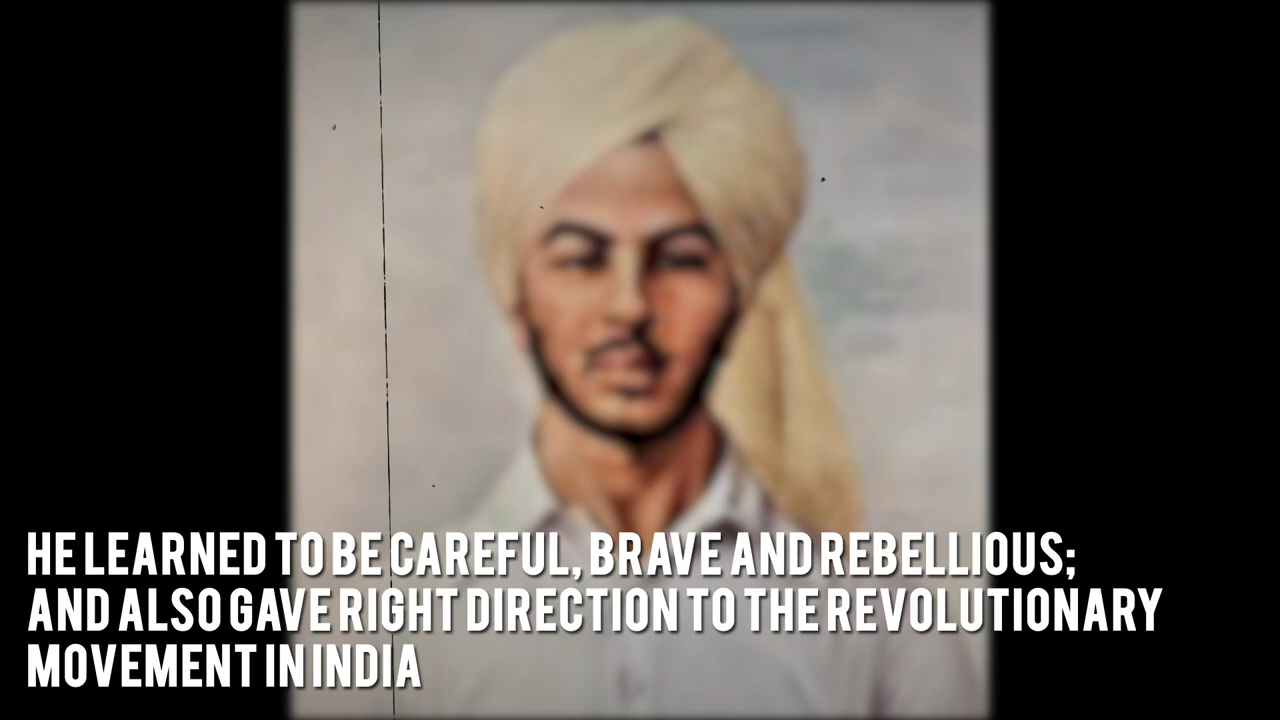 HE LEARNED TO BE CAREFUL, BRAVE AND REBELLIOUS;
AND ALSO GAVE RIGHT DIRECTION TO THE REVOLUTIONARY
MOVEMENT IN INDIA